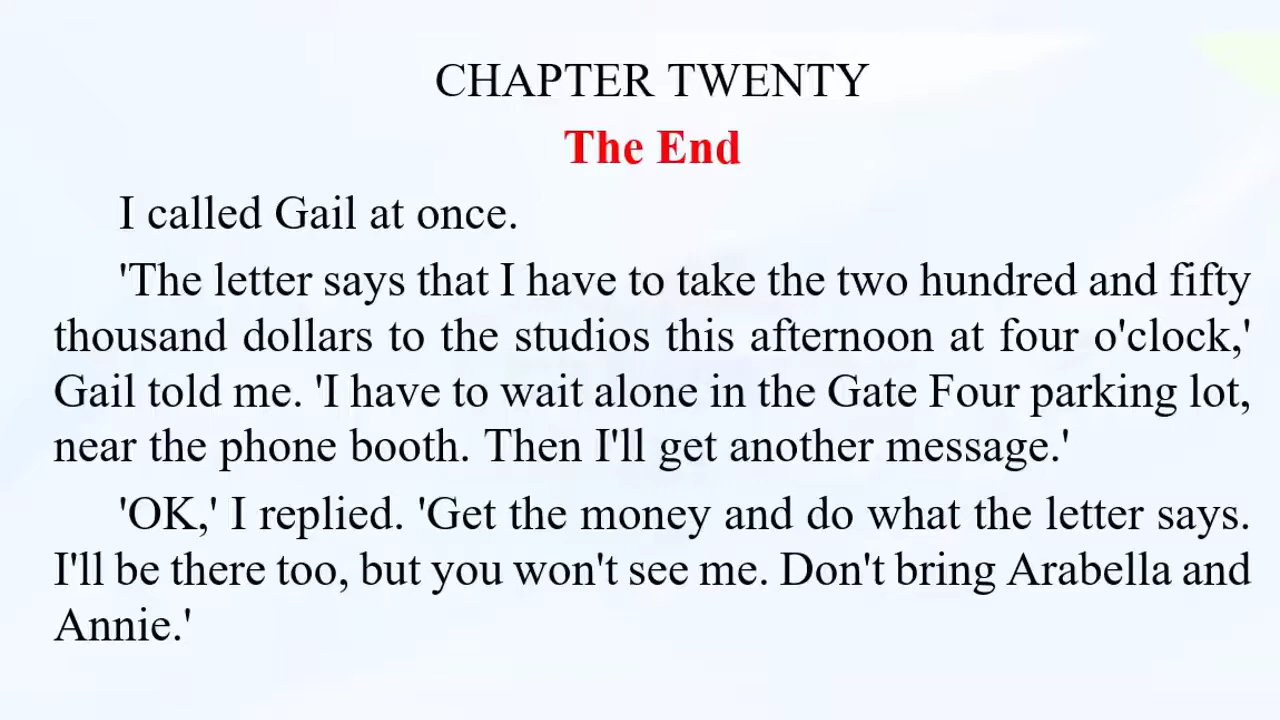 CHAPTER TWENTY
The End
I called Gail at once.
'The letter says that I have to take the two hundred and fifty
thousand dollars to the studios this afternoon at four o'clock,'
Gail told me. 'I have to wait alone in the Gate Four parking lot,
near the phone booth. Then I'll get another message.'
'OK,' I replied. 'Get the money and do what the letter says.
I'll be there too, but you won't see me. Don't bring Arabella and
Annie.'